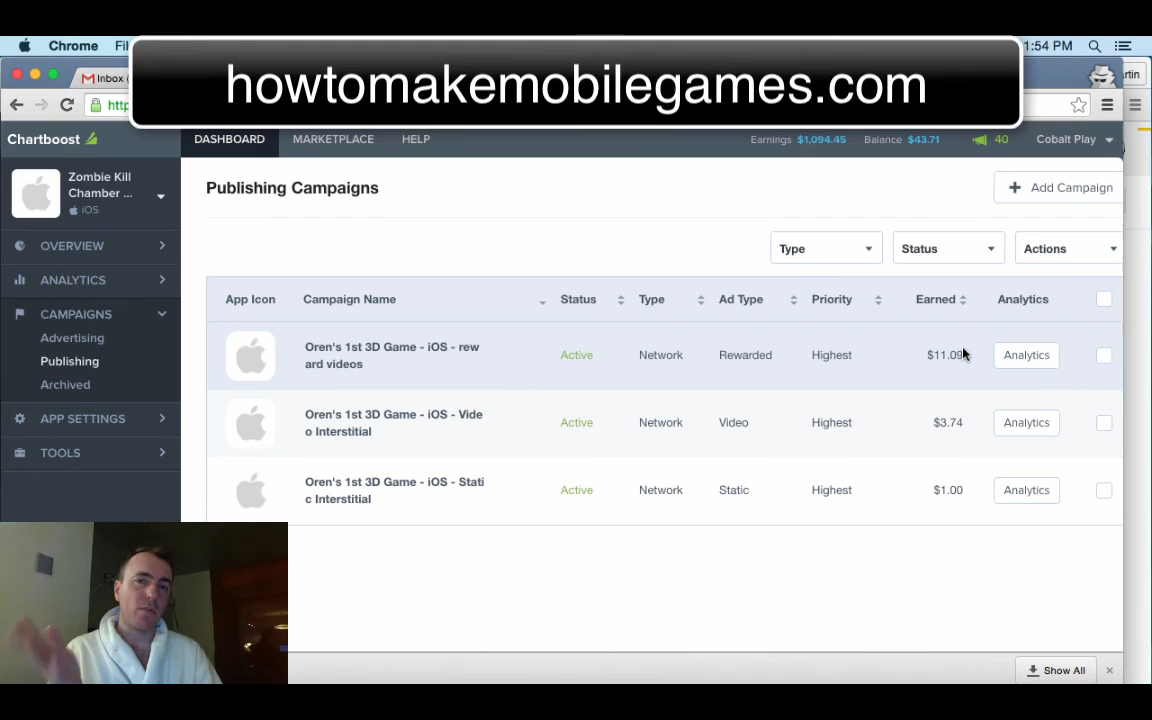 Chrome Fil 1:54 PM
howtomakemobilegames.com
Inbox ( rtin
http
Chartboost DASHBOARD MARKETPLACE HELP Earnings $1,094.45 Balance $43.71 40 Cobalt Play
Zombie Kill
Chamber ...
iOS
Publishing Campaigns
+ Add Campaign
OVERVIEW
ANALYTICS
CAMPAIGNS
Advertising
Publishing
Archived
APP SETTINGS
TOOLS
Type Status Actions
App Icon Campaign Name Status Type Ad Type Priority Earned Analytics
Oren's 1st 3D Game - iOS - rew
ard videos
Active Network Rewarded Highest $11.09 Analytics
Oren's 1st 3D Game - iOS - Vide
o Interstitial
Active Network Video Highest $3.74 Analytics
Oren's 1st 3D Game - iOS - Stati
c Interstitial
Active Network Static Highest $1.00 Analytics
Show All